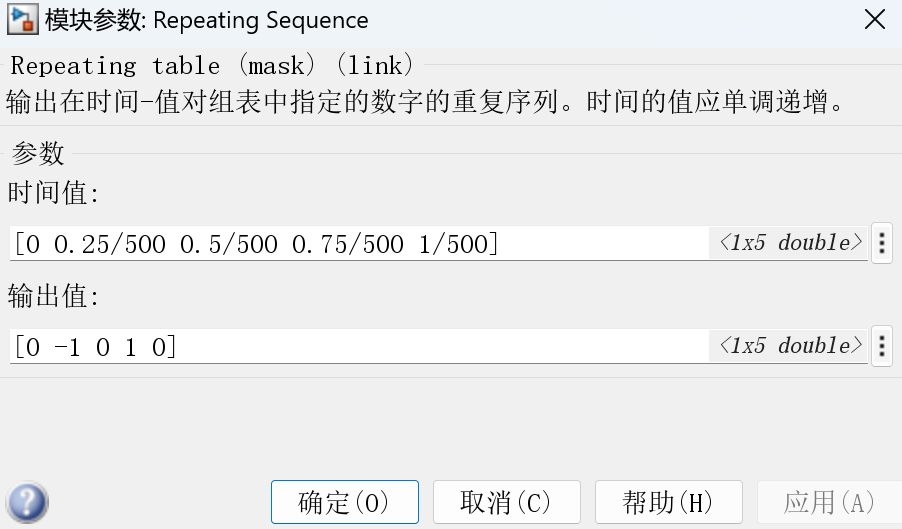 模块参数: Repeating Sequence
Repeating table (mask) (link)
输出在时间-值对组表中指定的数字的重复序列。时间的值应单调递增。
参数
时间值:
[0 0.25/500 0.5/500 0.75/500 1/500] <1x5 double>
输出值:
[0 -1 0 1 0] <1x5 double>
确定(O) 取消(C) 帮助(H) 应用(A)